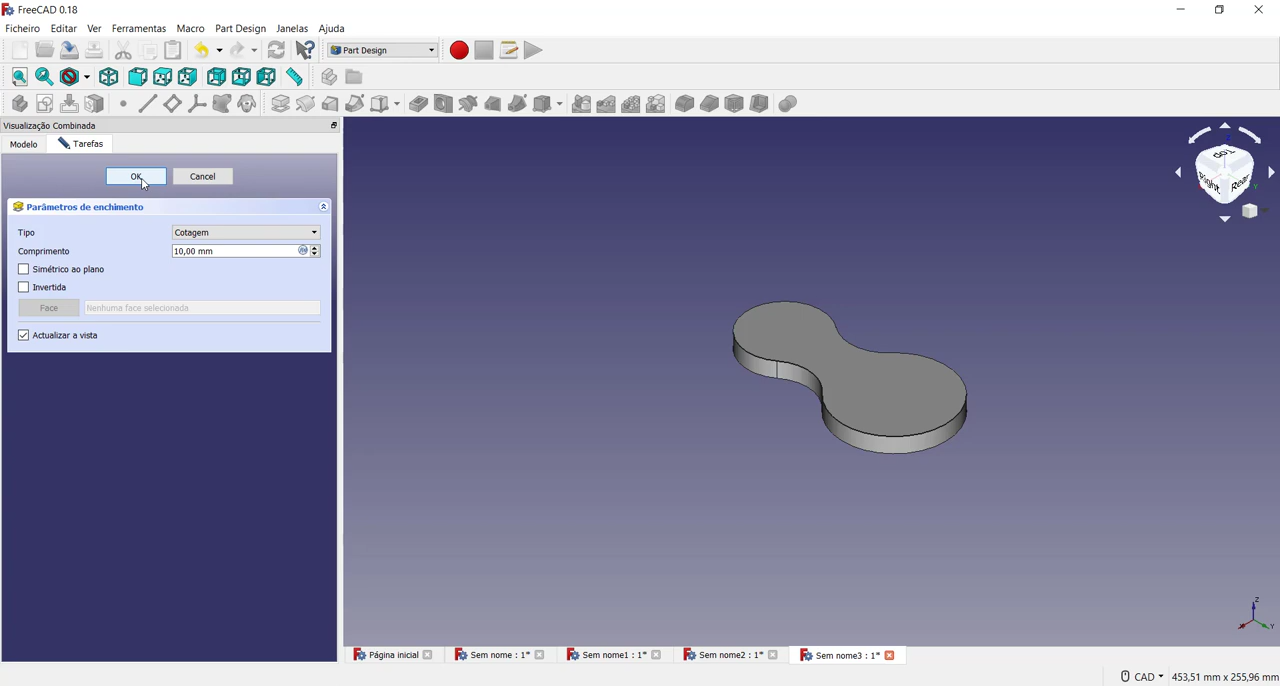 FreeCAD 0.18
Ficheiro Editar Ver Ferramentas Macro Part Design Janelas Ajuda
Part Design
Visualização Combinada
Modelo Tarefas
OK Cancel
Parâmetros de enchimento
Tipo Cotagem
Comprimento 10,00 mm
Simétrico ao plano
Invertida
Face Nenhuma face selecionada
Actualizar a vista
Top
Right Rear
Z
Y
X Y
Página inicial Sem nome : 1* Sem nome1 : 1* Sem nome2 : 1* Sem nome3 : 1*
CAD 453,51 mm x 255,96 mm